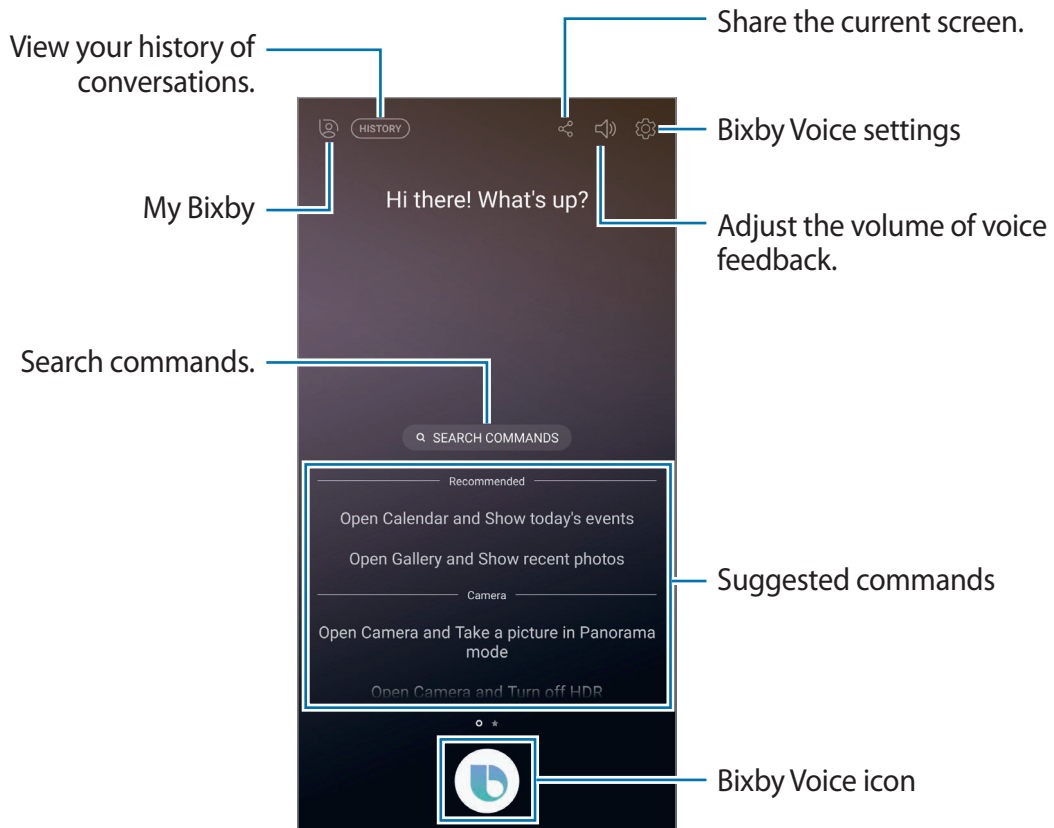 Share the current screen.
View your history of
conversations.
HISTORY
Bixby Voice settings
My Bixby
Hi there! What's up?
Adjust the volume of voice
feedback.
Search commands.
SEARCH COMMANDS
Recommended
Open Calendar and Show today's events
Open Gallery and Show recent photos
Suggested commands
Camera
Open Camera and Take a picture in Panorama
mode
Open Camera and Turn off HDR
Bixby Voice icon